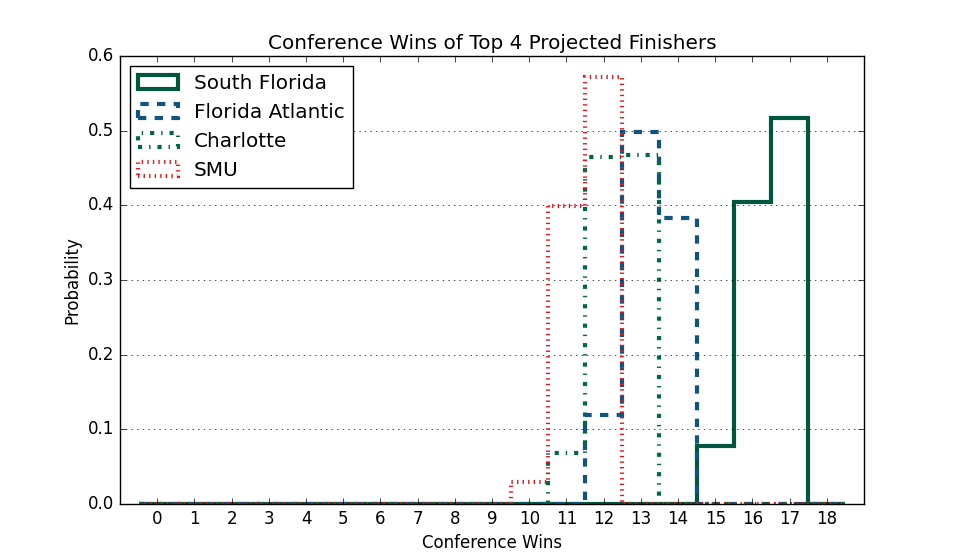 Conference Wins of Top 4 Projected Finishers
0.6
0.5
0.4
0.3
0.2
0.1
0.0
Probability
South Florida
Florida Atlantic
Charlotte
SMU
0 1 2 3 4 5 6 7 8 9 10 11 12 13 14 15 16 17 18
Conference Wins